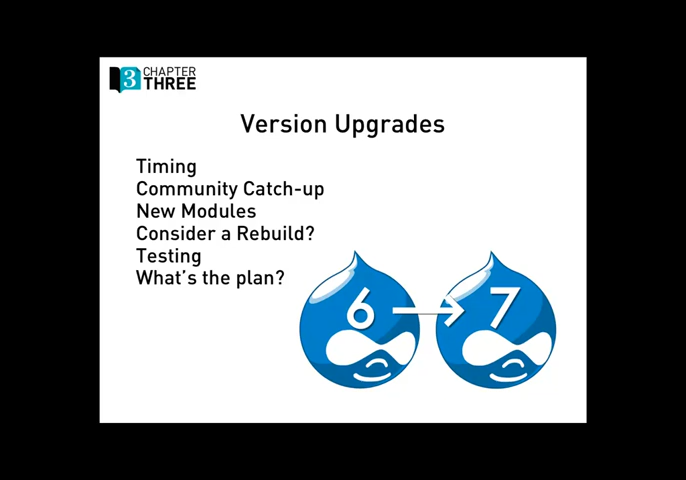 3 CHAPTER
THREE
Version Upgrades
Timing
Community Catch-up
New Modules
Consider a Rebuild?
Testing
What's the plan?
6 → 7